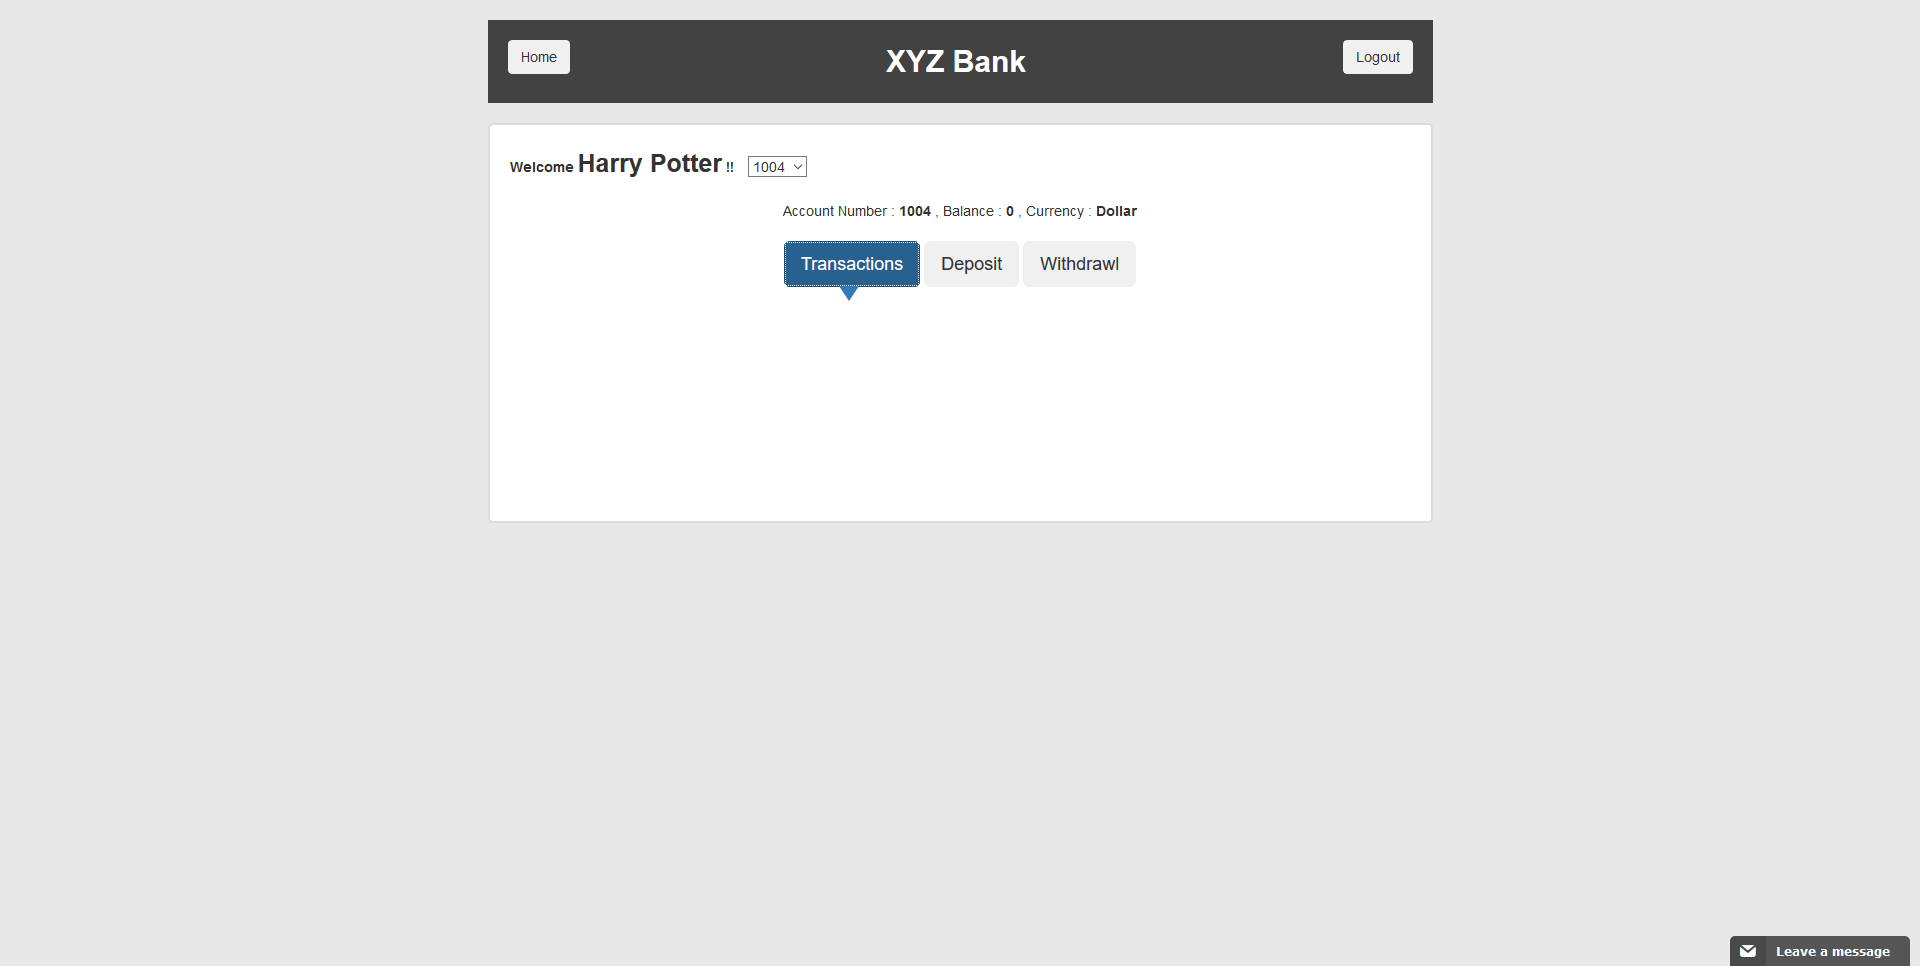 Home XYZ Bank Logout
Welcome Harry Potter !! 1004
Account Number : 1004 , Balance : 0 , Currency : Dollar
Transactions Deposit Withdrawl
Leave a message